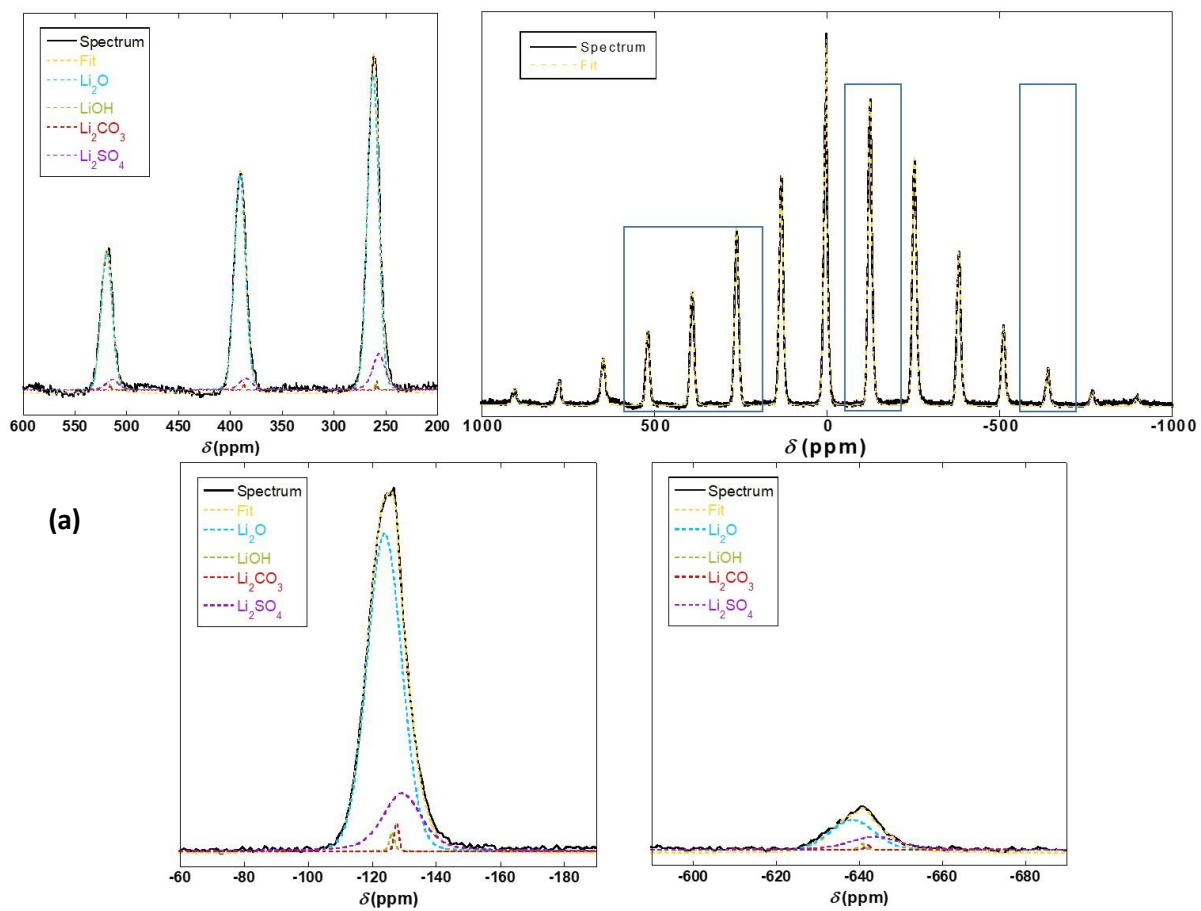 Spectrum
Fit
Li₂O
LiOH
Li₂CO₃
Li₂SO₄
600 550 500 450 400 350 300 250 200
δ(ppm)
Spectrum
Fit
1000 500 0 -500 -1000
δ(ppm)
(a)
Spectrum
Fit
Li₂O
LiOH
Li₂CO₃
Li₂SO₄
-60 -80 -100 -120 -140 -160 -180
δ(ppm)
Spectrum
Fit
Li₂O
LiOH
Li₂CO₃
Li₂SO₄
-600 -620 -640 -660 -680
δ(ppm)